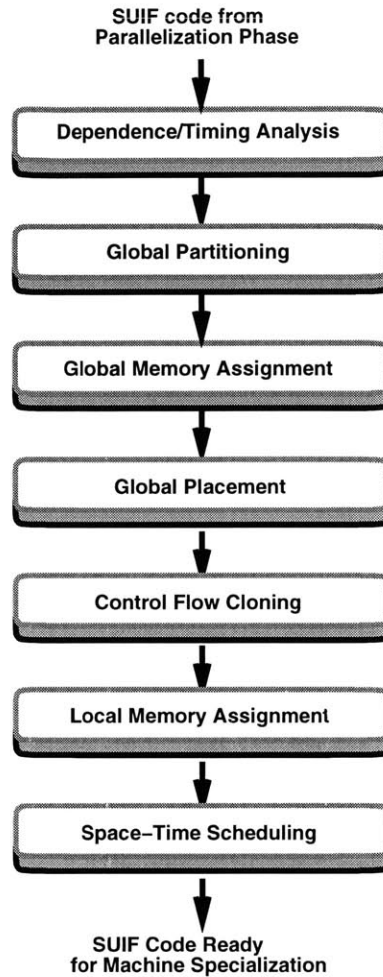 SUIF code from
Parallelization Phase
Dependence/Timing Analysis
Global Partitioning
Global Memory Assignment
Global Placement
Control Flow Cloning
Local Memory Assignment
Space-Time Scheduling
SUIF Code Ready
for Machine Specialization